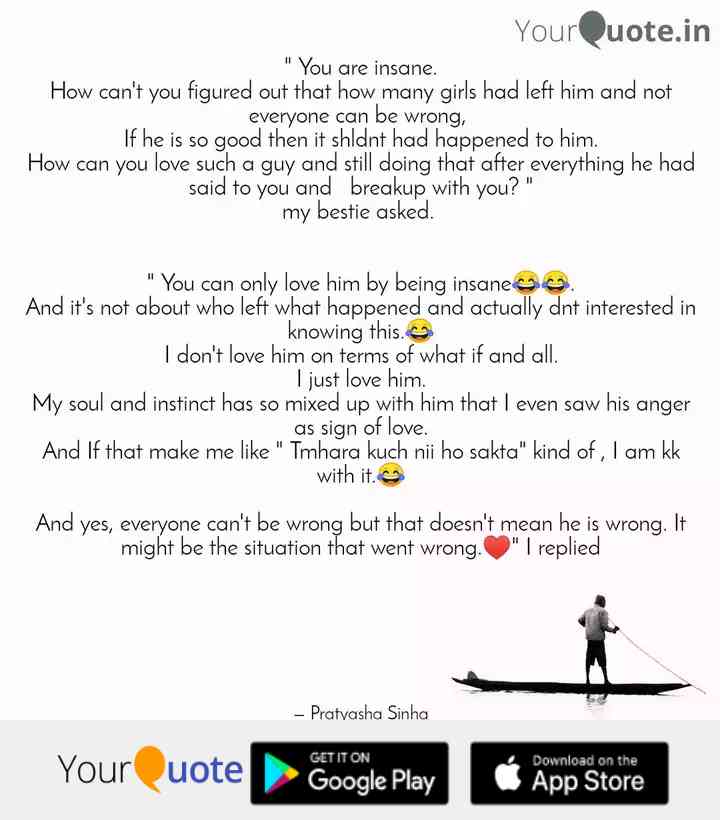 YourQuote.in
" You are insane.
How can't you figured out that how many girls had left him and not
everyone can be wrong,
If he is so good then it shldnt had happened to him.
How can you love such a guy and still doing that after everything he had
said to you and breakup with you? "
my bestie asked.
" You can only love him by being insane😂😂.
And it's not about who left what happened and actually dnt interested in
knowing this.😂
I don't love him on terms of what if and all.
I just love him.
My soul and instinct has so mixed up with him that I even saw his anger
as sign of love.
And If that make me like " Tmhara kuch nii ho sakta" kind of , I am kk
with it.😂
And yes, everyone can't be wrong but that doesn't mean he is wrong. It
might be the situation that went wrong.❤️" I replied
– Pratyasha Sinha
YourQuote
GET IT ON
Google Play
Download on the
App Store